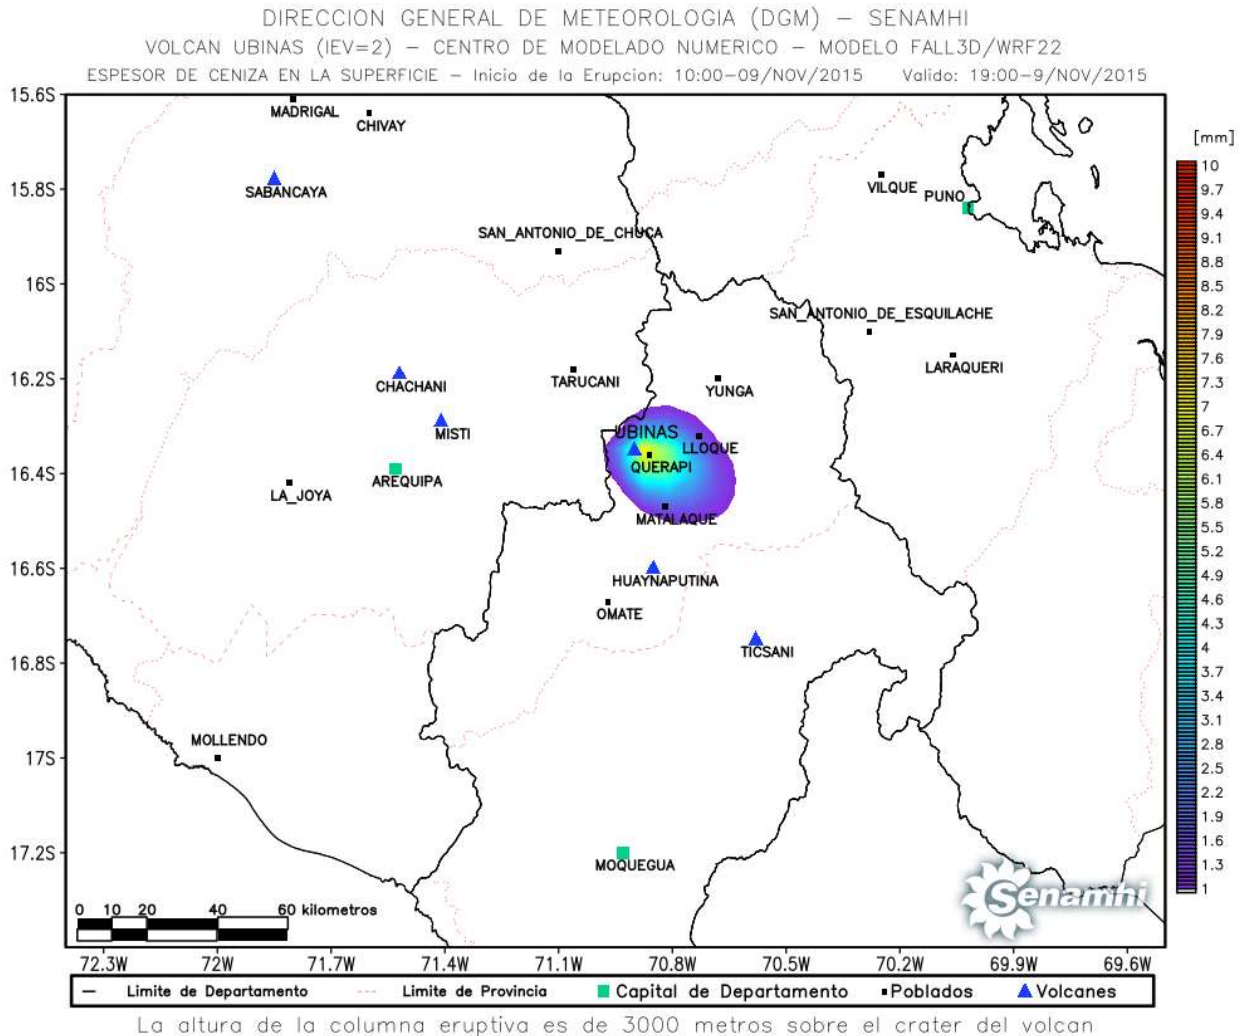 DIRECCION GENERAL DE METEOROLOGIA (DGM) – SENAMHI
VOLCAN UBINAS (IEV=2) – CENTRO DE MODELADO NUMERICO – MODELO FALL3D/WRF22
ESPESOR DE CENIZA EN LA SUPERFICIE – Inicio de la Erupcion: 10:00-09/NOV/2015 Valido: 19:00-9/NOV/2015
15.6S
15.8S
16S
16.2S
16.4S
16.6S
16.8S
17S
17.2S
MADRIGAL
CHIVAY
SABANCAYA
VILQUE
PUNO
SAN_ANTONIO_DE_CHUCA
SAN_ANTONIO_DE_ESQUILACHE
LARAQUERI
CHACHANI
TARUCANI
YUNGA
MISTI
UBINAS
LLOQUE
QUERAPI
AREQUIPA
LA_JOYA
MATALAQUE
HUAYNAPUTINA
OMATE
TICSANI
MOLLENDO
MOQUEGUA
Senamhi
0 10 20 40 60 kilometros
72.3W 72W 71.7W 71.4W 71.1W 70.8W 70.5W 70.2W 69.9W 69.6W
[mm]
10
9.7
9.4
9.1
8.8
8.5
8.2
7.9
7.6
7.3
7
6.7
6.4
6.1
5.8
5.5
5.2
4.9
4.6
4.3
4
3.7
3.4
3.1
2.8
2.5
2.2
1.9
1.6
1.3
1
Limite de Departamento Limite de Provincia Capital de Departamento Poblados Volcanes
La altura de la columna eruptiva es de 3000 metros sobre el crater del volcan